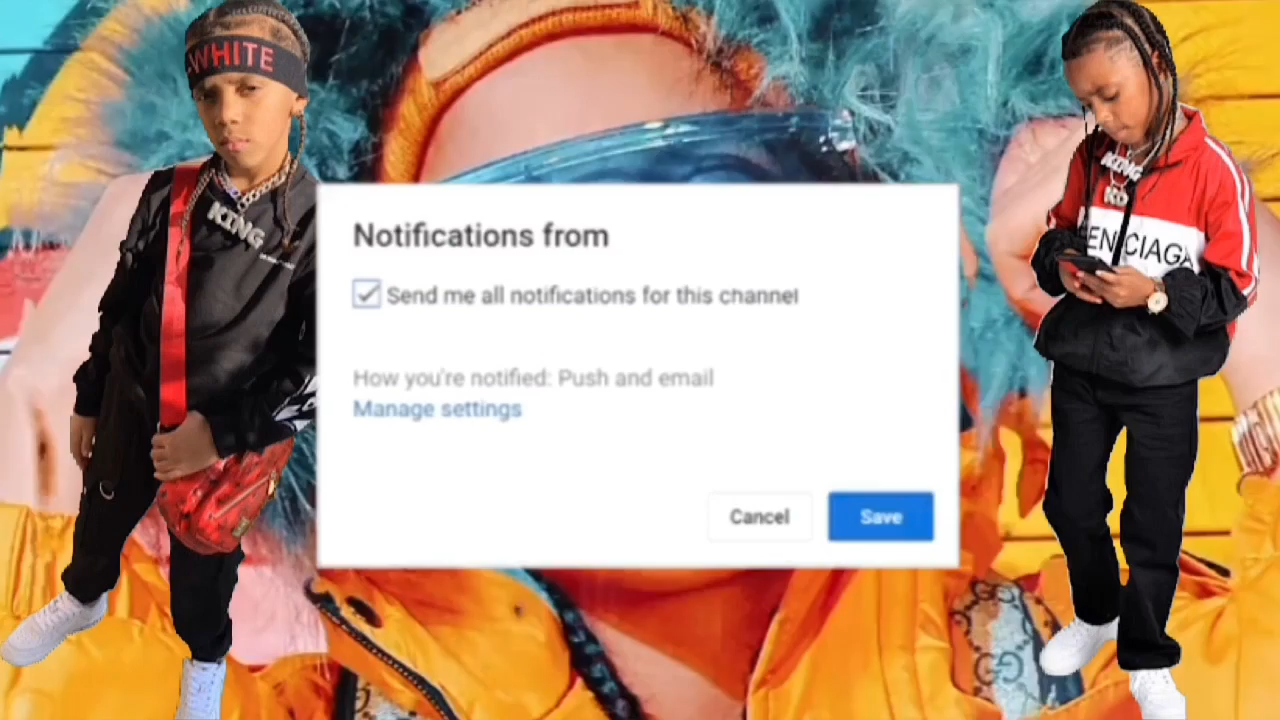 -WHITE
KING
Notifications from
Send me all notifications for this channel
How you're notified: Push and email
Manage settings
Cancel
Save
KING
KD
ENCIAGA